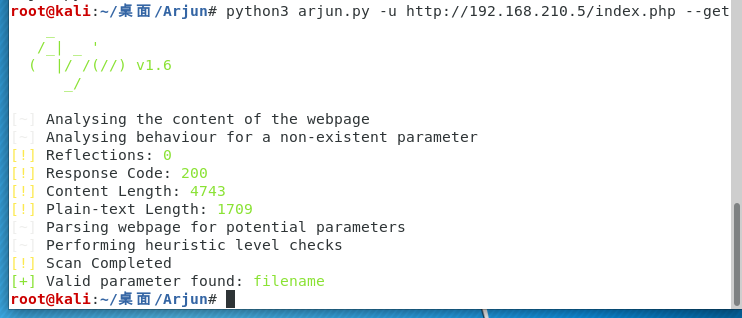 root@kali:~/桌面/Arjun# python3 arjun.py -u http://192.168.210.5/index.php --get
    _
   /_| _ '
  (  |/ /(//) v1.6
      _/
[~] Analysing the content of the webpage
[~] Analysing behaviour for a non-existent parameter
[!] Reflections: 0
[!] Response Code: 200
[!] Content Length: 4743
[!] Plain-text Length: 1709
[~] Parsing webpage for potential parameters
[~] Performing heuristic level checks
[!] Scan Completed
[+] Valid parameter found: filename
root@kali:~/桌面/Arjun#